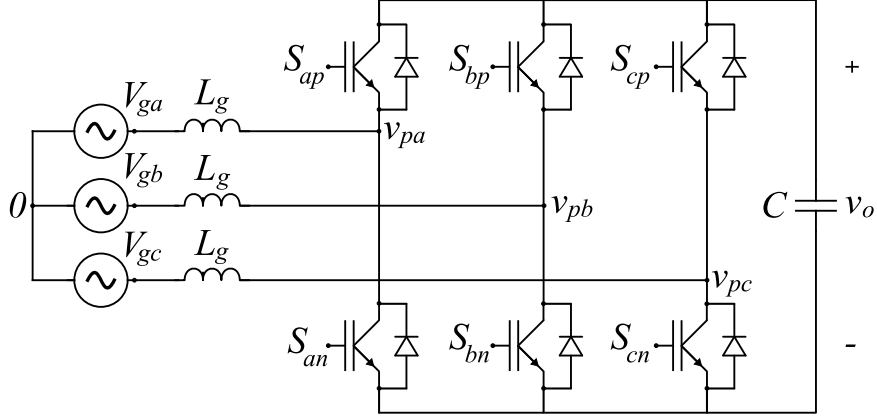 S_ap
S_bp
S_cp
+
V_ga
L_g
v_pa
V_gb
L_g
0
v_pb
C
v_o
V_gc
L_g
v_pc
S_an
S_bn
S_cn
-